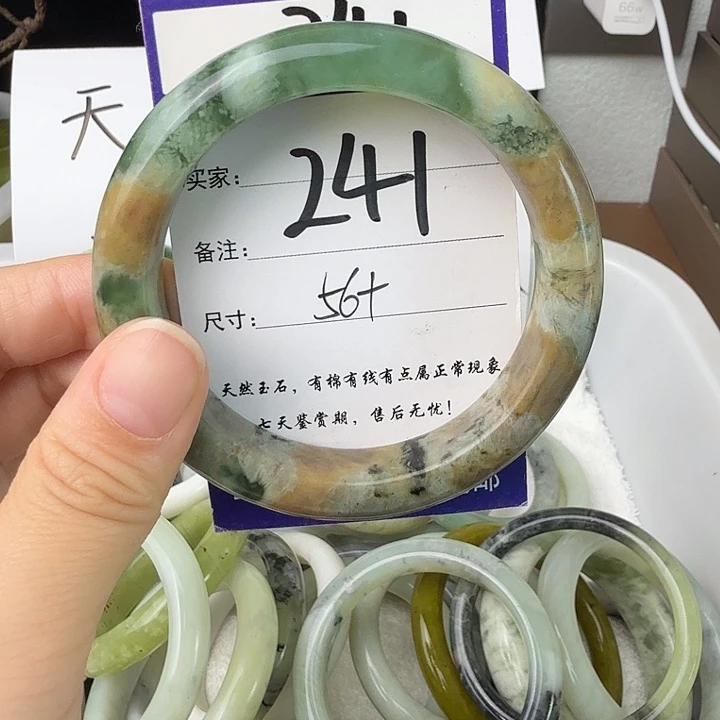 66w
天
买家:
241
备注:
尺寸:
56+
天然玉石，有棉有线有点属正常现象
七天鉴赏期，售后无忧！